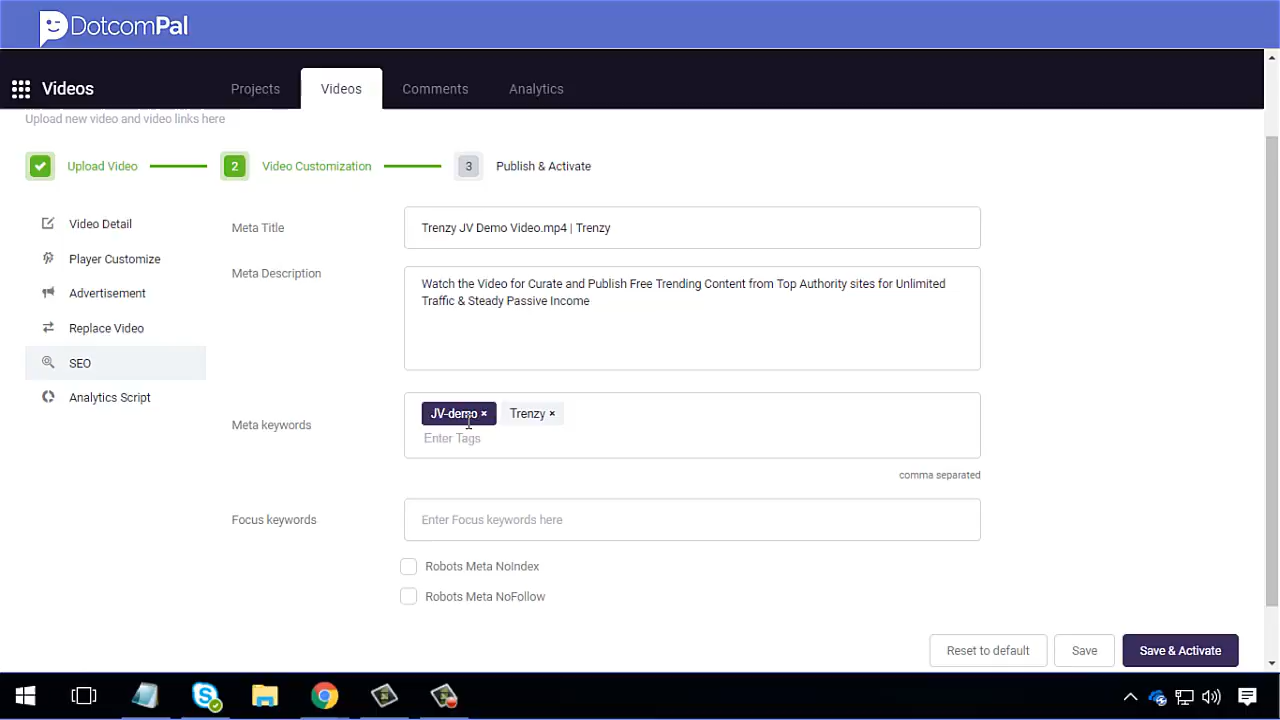 DotcomPal
Videos
Projects
Videos
Comments
Analytics
Upload new video and video links here
Upload Video
2
Video Customization
3
Publish & Activate
Video Detail
Player Customize
Advertisement
Replace Video
SEO
Analytics Script
Meta Title
Trenzy JV Demo Video.mp4 | Trenzy
Meta Description
Watch the Video for Curate and Publish Free Trending Content from Top Authority sites for Unlimited
Traffic & Steady Passive Income
Meta keywords
JV-demo ×
Trenzy ×
Enter Tags
comma separated
Focus keywords
Enter Focus keywords here
Robots Meta NoIndex
Robots Meta NoFollow
Reset to default
Save
Save & Activate